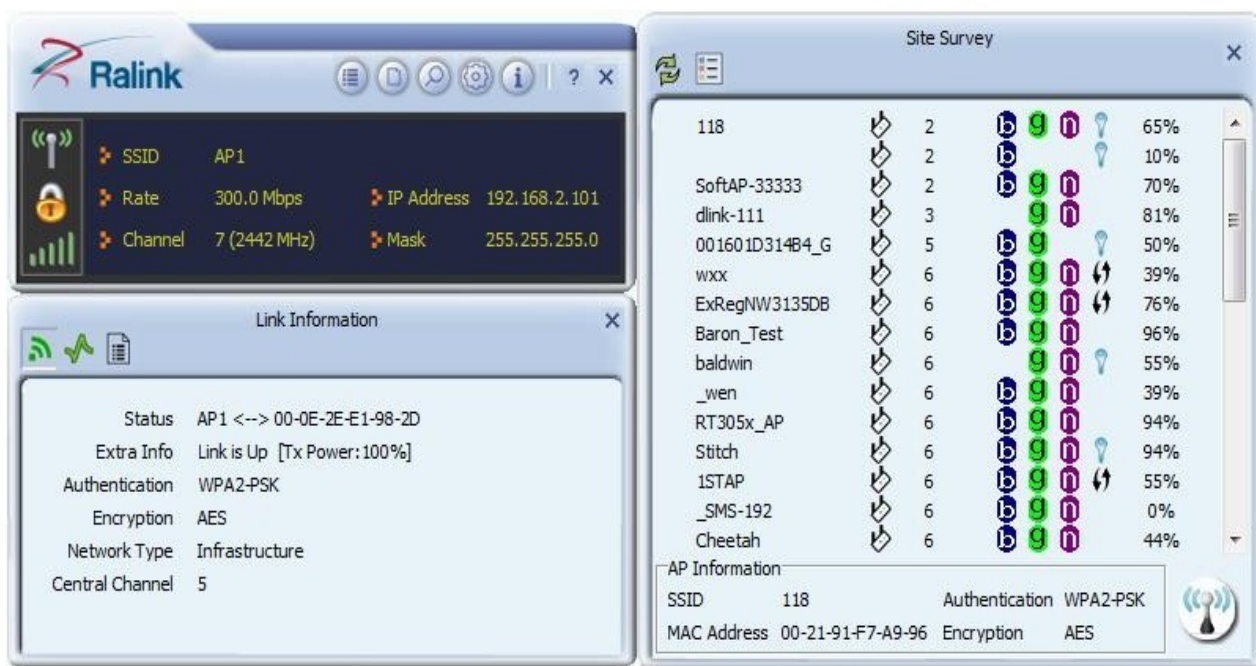 Ralink
i ? ×
SSID AP1
Rate 300.0 Mbps IP Address 192.168.2.101
Channel 7 (2442 MHz) Mask 255.255.255.0
Link Information
Status AP1 <--> 00-0E-2E-E1-98-2D
Extra Info Link is Up [Tx Power:100%]
Authentication WPA2-PSK
Encryption AES
Network Type Infrastructure
Central Channel 5
Site Survey
118 2 b g n 65%
2 b 10%
SoftAP-33333 2 b g n 70%
dlink-111 3 g n 81%
001601D314B4_G 5 b g 50%
wxx 6 b g n 39%
ExRegNW3135DB 6 b g n 76%
Baron_Test 6 b g n 96%
baldwin 6 g n 55%
_wen 6 b g n 39%
RT305x_AP 6 b g n 94%
Stitch 6 b g n 94%
1STAP 6 b g n 55%
_SMS-192 6 b g n 0%
Cheetah 6 b g n 44%
AP Information
SSID 118 Authentication WPA2-PSK
MAC Address 00-21-91-F7-A9-96 Encryption AES